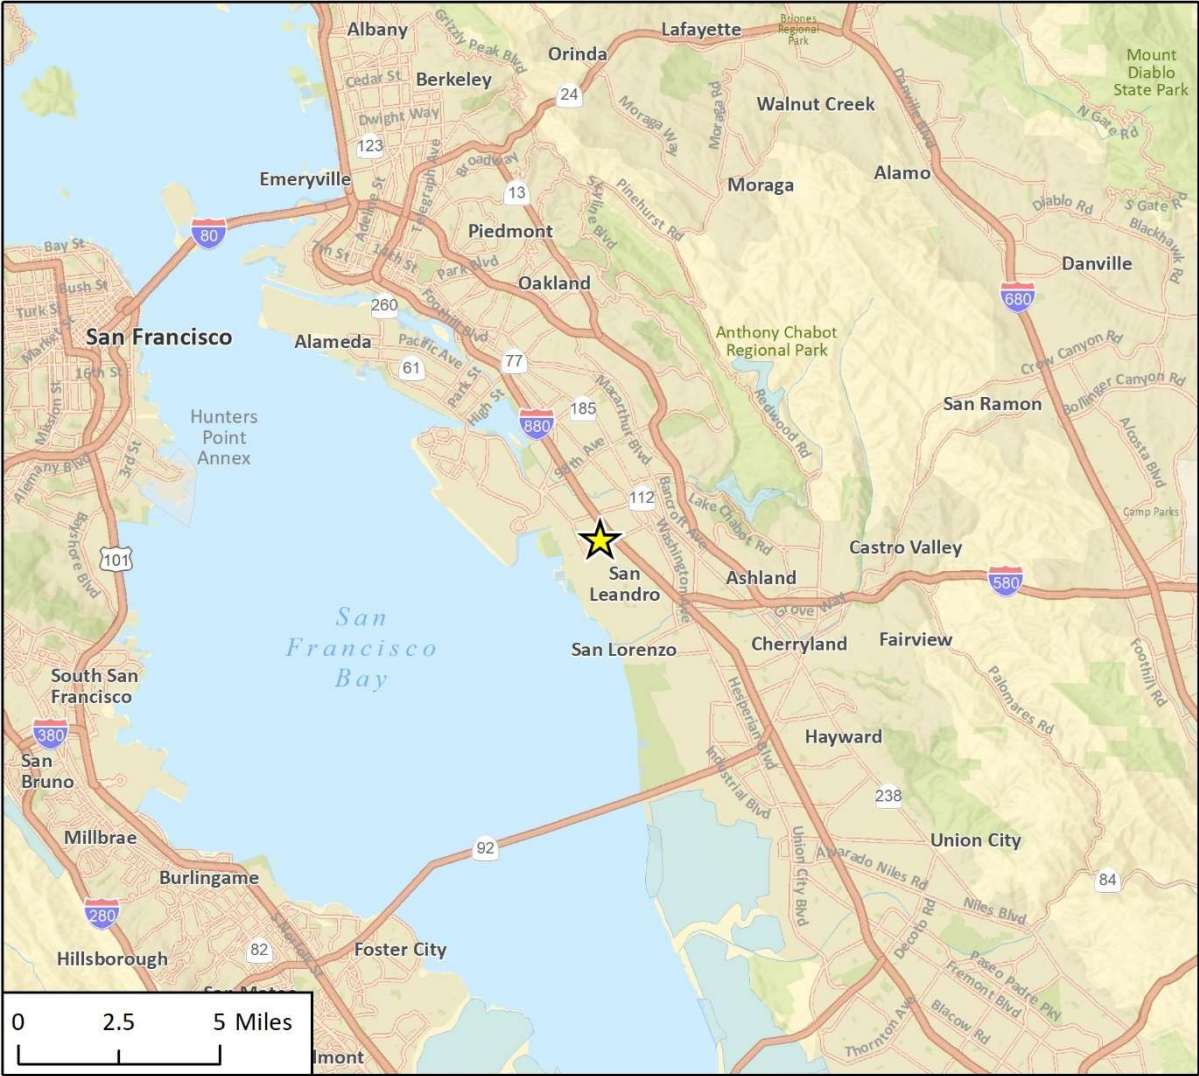 Albany
Grizzly Peak Blvd
Lafayette
Briones
Regional
Park
Orinda
Mount
Diablo
State Park
Cedar St
Berkeley
24
Danville Blvd
Walnut Creek
Dwight Way
Moraga Way
Moraga Rd
N Gate Rd
123
Telegraph Ave
Broadway
Emeryville
Adeline St
13
Skyline Blvd
Pinehurst Rd
Moraga
Alamo
Diablo Rd
S Gate Rd
Blackhawk Rd
80
Piedmont
Bay St
7th St
14th St
Park Blvd
Danville
Bush St
Oakland
680
Turk St
Market St
San Francisco
260
Foothill Blvd
Alameda
Pacific Ave
Anthony Chabot
Regional Park
Crow Canyon Rd
16th St
61
77
Park St
High St
Macarthur Blvd
Redwood Rd
Bollinger Canyon Rd
Mission St
185
San Ramon
Hunters
Point
Annex
880
Alcosta Blvd
3rd St
98th Ave
Alemany Blvd
112
Bancroft Ave
Lake Chabot Rd
Camp Parks
Bayshore Blvd
Washington Ave
101
Castro Valley
San
Leandro
Ashland
580
Grove Way
San
Francisco
Bay
San Lorenzo
Cherryland
Fairview
Foothill Rd
South San
Francisco
Palomares Rd
Hesperian Blvd
380
San
Bruno
Hayward
Industrial Blvd
238
Millbrae
92
Union City
Union City Blvd
Alvarado Niles Rd
Burlingame
84
280
Niles Blvd
S Norfolk St
Decoto Rd
82
Foster City
Hillsborough
Paseo Padre Pky
Fremont Blvd
Blacow Rd
Thornton Ave
0 2.5 5 Miles